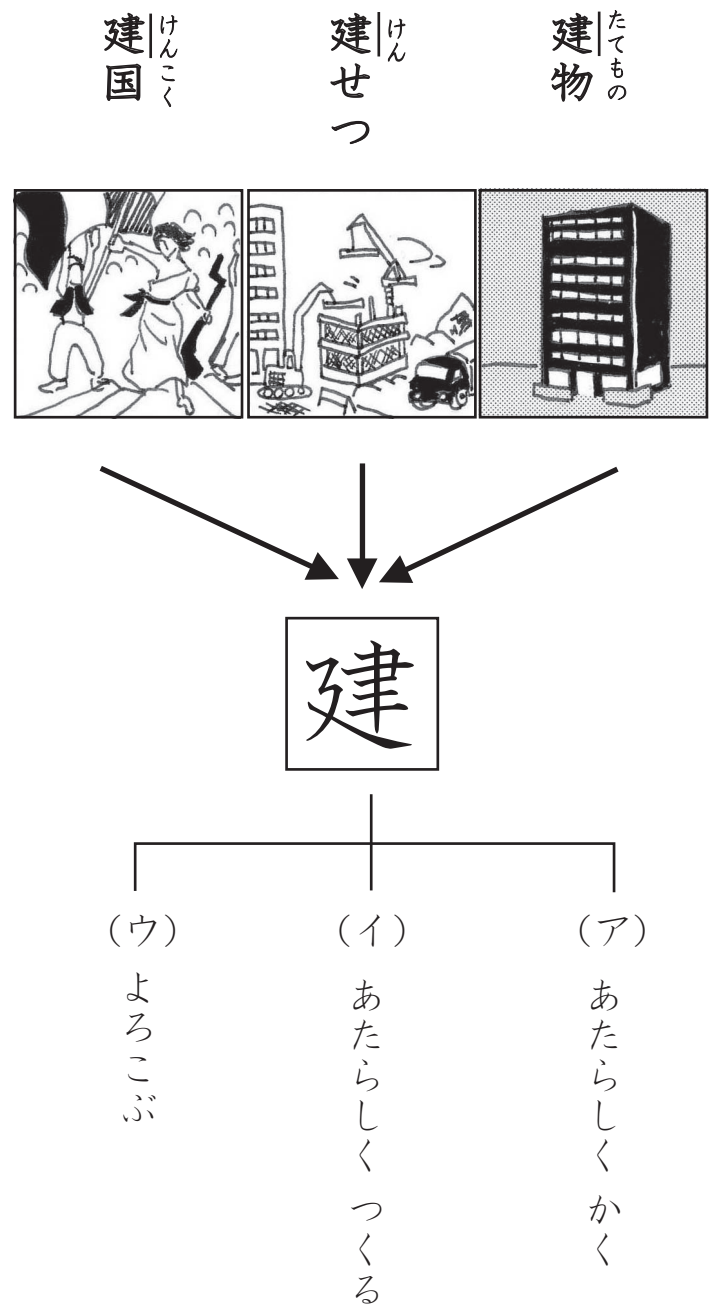 建物
たてもの
建せつ
けん
建国
けんこく
建
（ア） あたらしく かく
（イ） あたらしく つくる
（ウ） よろこぶ